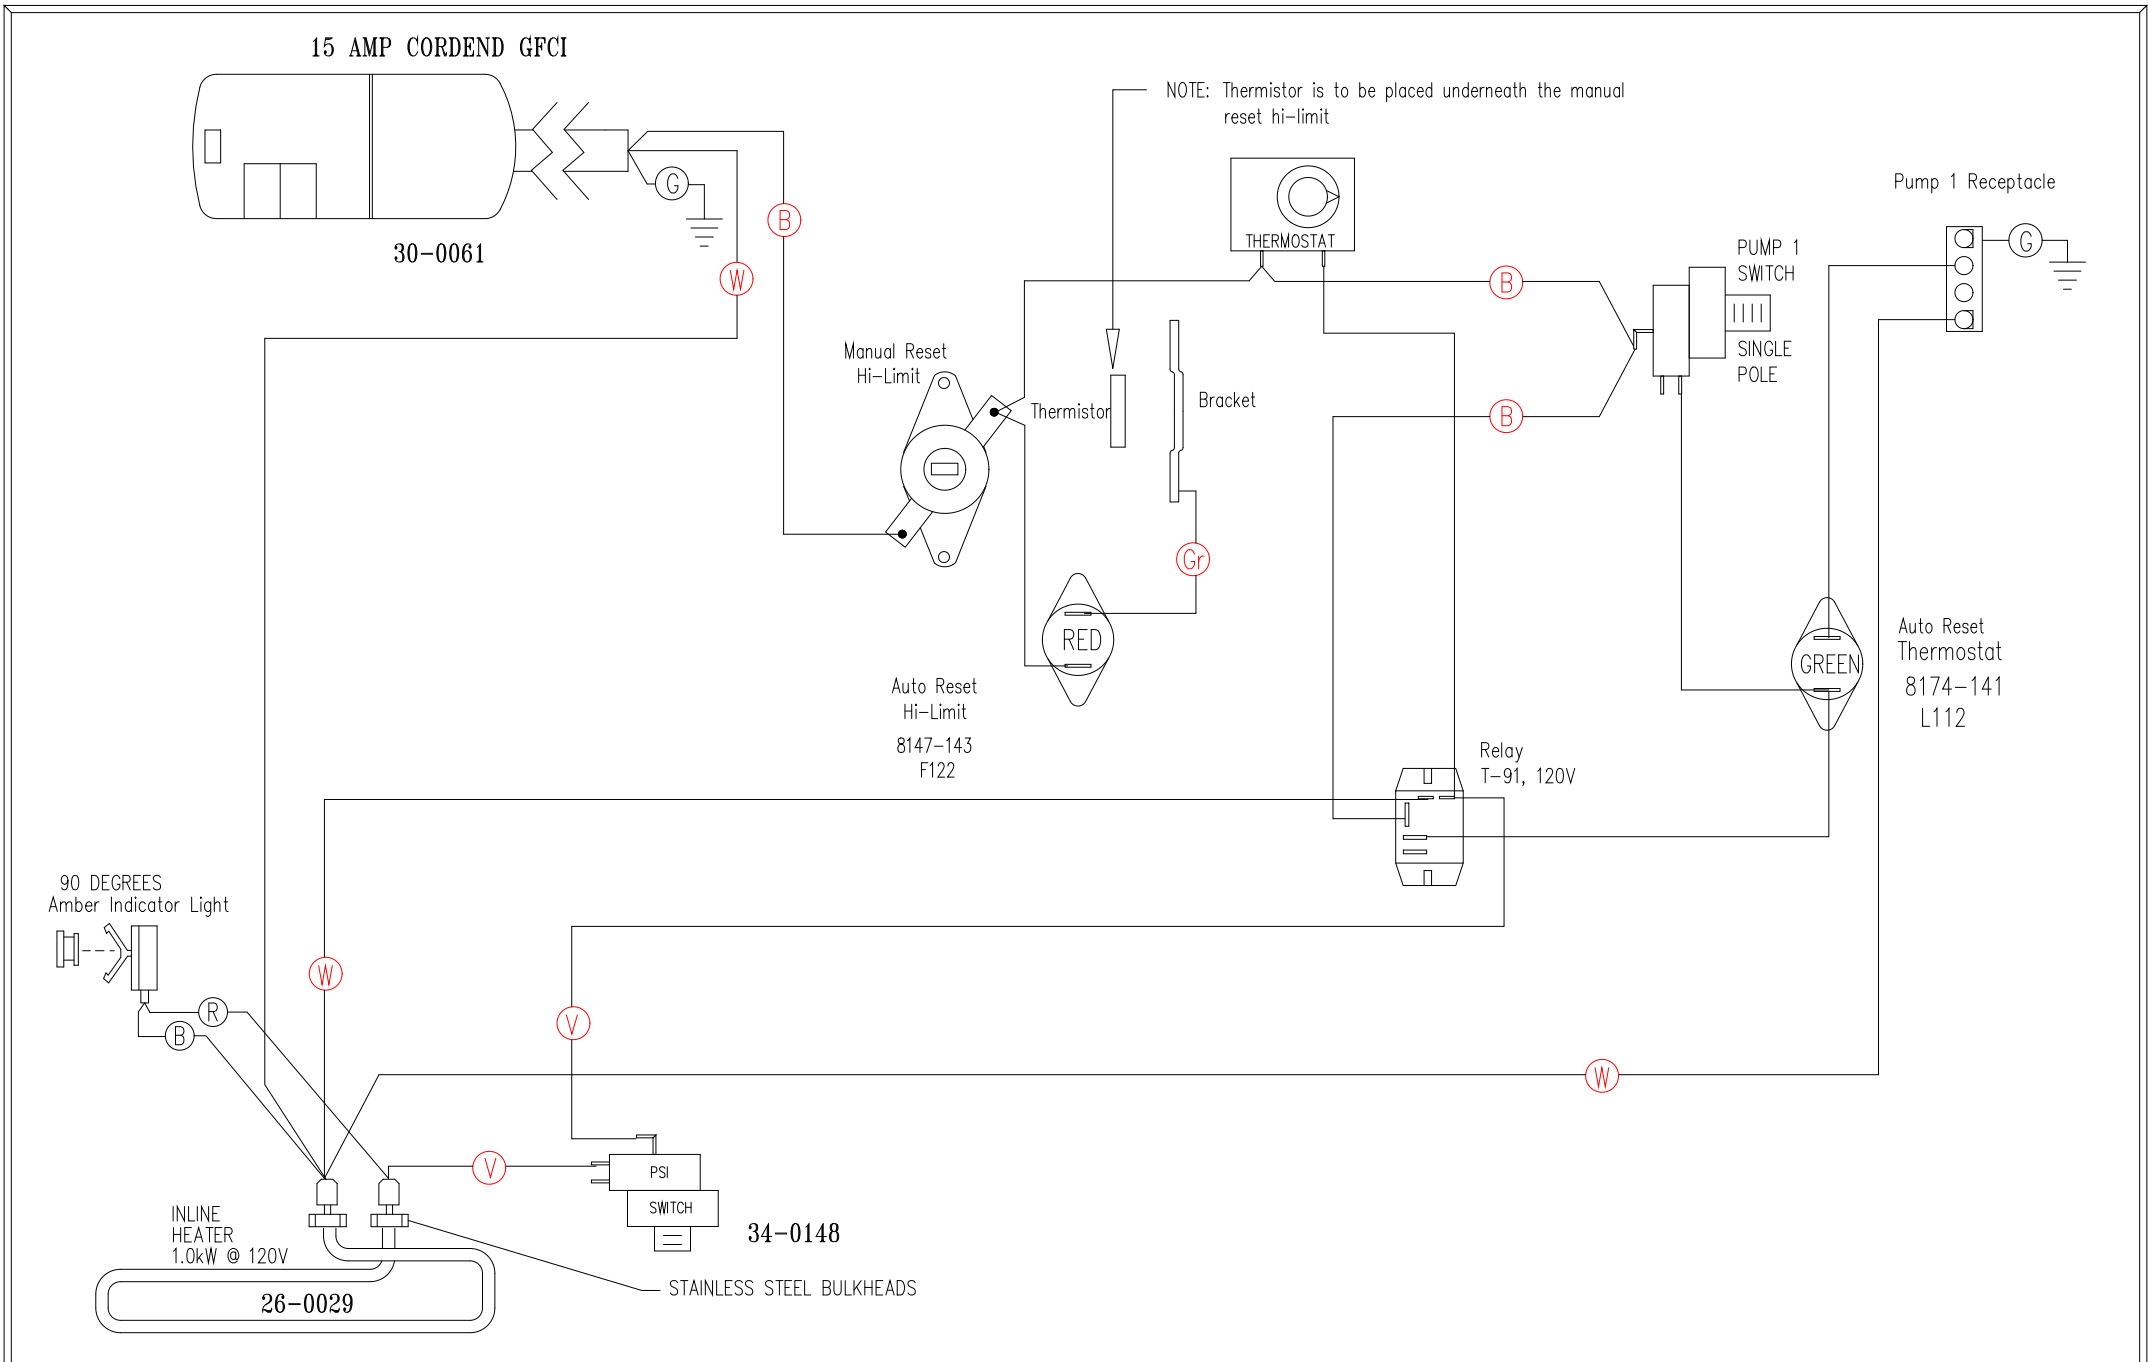 15 AMP CORDEND GFCI
30-0061
G
B
W
NOTE: Thermistor is to be placed underneath the manual
reset hi-limit
THERMOSTAT
Pump 1 Receptacle
G
PUMP 1
SWITCH
SINGLE
POLE
B
B
Manual Reset
Hi-Limit
Thermistor
Bracket
Gr
RED
Auto Reset
Hi-Limit
8147-143
F122
GREEN
Auto Reset
Thermostat
8174-141
L112
Relay
T-91, 120V
90 DEGREES
Amber Indicator Light
R
B
W
V
W
V
PSI
SWITCH
34-0148
INLINE
HEATER
1.0kW @ 120V
26-0029
STAINLESS STEEL BULKHEADS